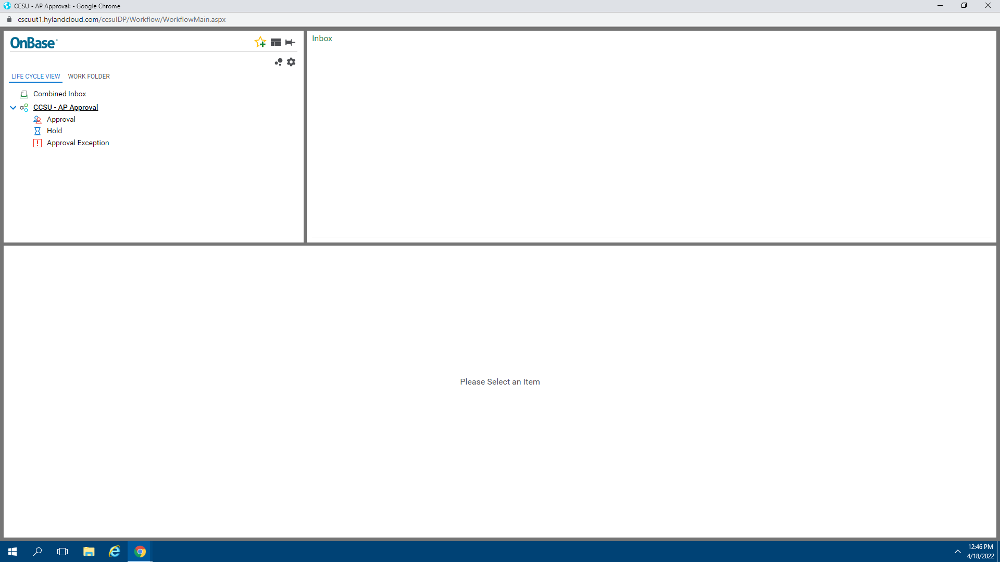 CCSU - AP Approval: - Google Chrome
cscuut1.hylandcloud.com/ccsuIDP/Workflow/WorkflowMain.aspx
OnBase
Inbox
LIFE CYCLE VIEW WORK FOLDER
Combined Inbox
CCSU - AP Approval
Approval
Hold
Approval Exception
Please Select an Item
12:46 PM
4/18/2022